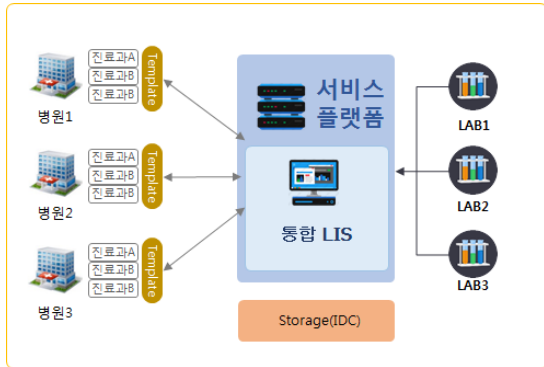 진료과A
진료과B
진료과B
Template
병원1
진료과A
진료과B
진료과B
Template
병원2
진료과A
진료과B
진료과B
Template
병원3
서비스
플랫폼
통합 LIS
Storage(IDC)
LAB1
LAB2
LAB3